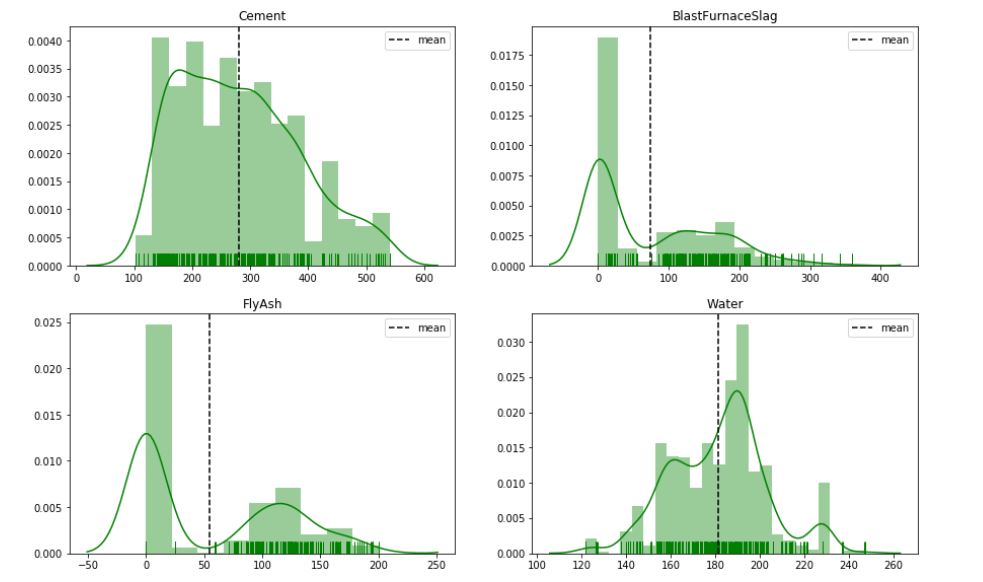 Cement
mean
0.0040
0.0035
0.0030
0.0025
0.0020
0.0015
0.0010
0.0005
0.0000
0 100 200 300 400 500 600
BlastFurnaceSlag
mean
0.0175
0.0150
0.0125
0.0100
0.0075
0.0050
0.0025
0.0000
0 100 200 300 400
FlyAsh
mean
0.025
0.020
0.015
0.010
0.005
0.000
−50 0 50 100 150 200 250
Water
mean
0.030
0.025
0.020
0.015
0.010
0.005
0.000
100 120 140 160 180 200 220 240 260